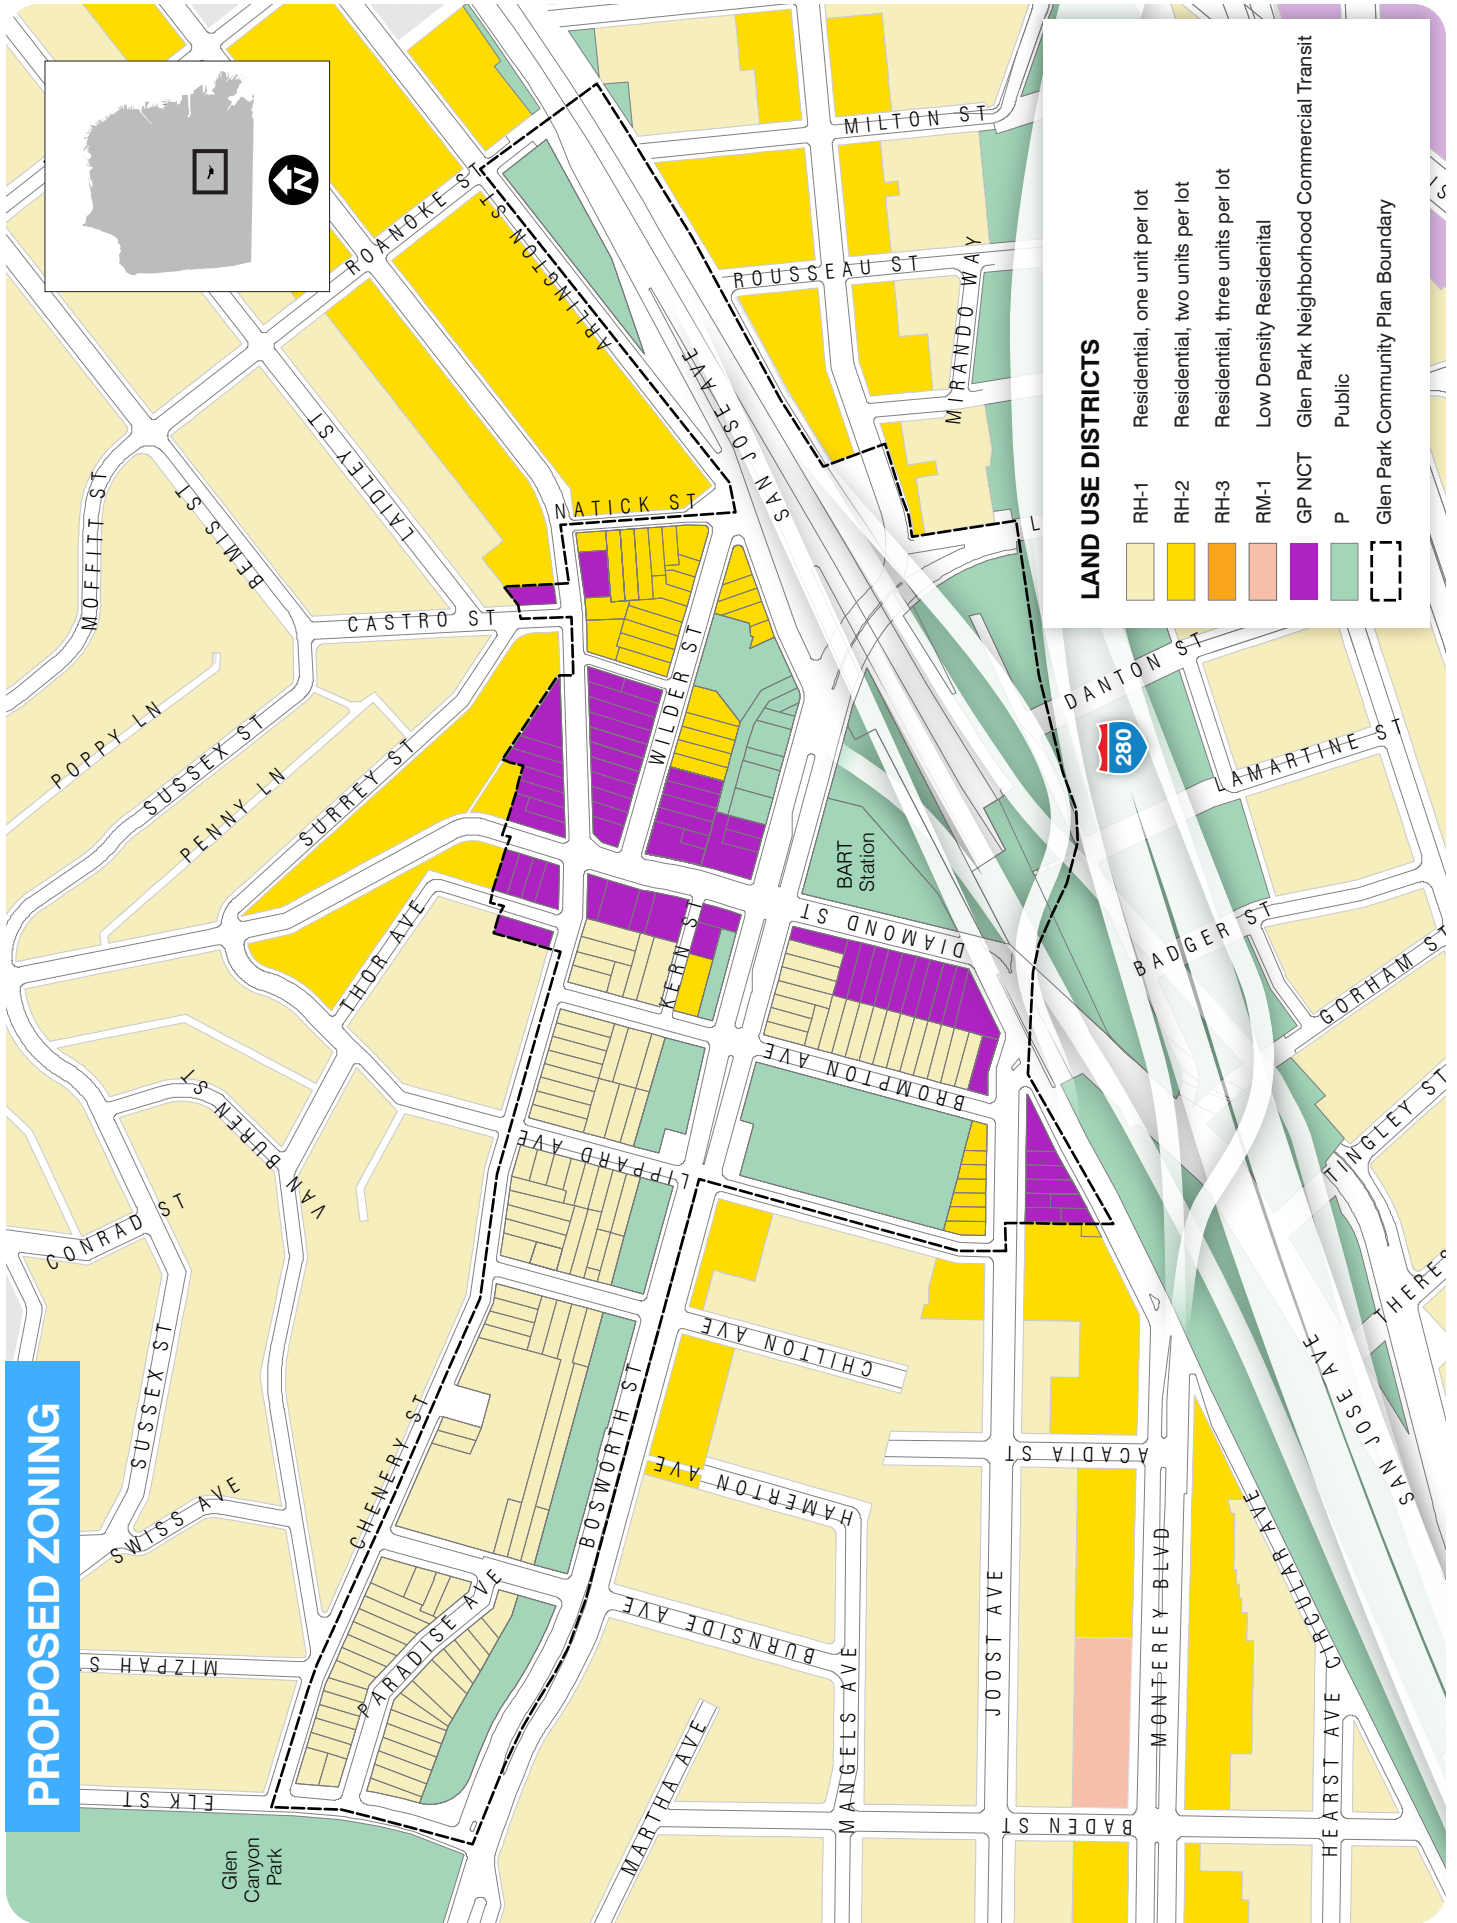 PROPOSED ZONING
N
LAND USE DISTRICTS
RH-1 Residential, one unit per lot
RH-2 Residential, two units per lot
RH-3 Residential, three units per lot
RM-1 Low Density Residenital
GP NCT Glen Park Neighborhood Commercial Transit
P Public
Glen Park Community Plan Boundary
Glen
Canyon
Park
ELK ST
MIZPAH ST
SWISS AVE
SUSSEX ST
CONRAD ST
VAN BUREN ST
CHENERY ST
PARADISE AVE
BOSWORTH ST
LIPPARD AVE
BROMPTON AVE
KERN ST
DIAMOND ST
THOR AVE
SURREY ST
PENNY LN
SUSSEX ST
POPPY LN
MOFFITT ST
BEMIS ST
CASTRO ST
LAIDLEY ST
ROANOKE ST
ARLINGTON ST
NATICK ST
WILDER ST
SAN JOSE AVE
SAN
MILTON ST
ROUSSEAU ST
MIRANDO WAY
L
IS
BART
Station
280
DANTON ST
LAMARTINE ST
BADGER ST
GORHAM ST
TINGLEY ST
THERES
SAN JOSE AVE
CHILTON AVE
HAMERTON AVE
BURNSIDE AVE
MARTHA AVE
MANGELS AVE
JOOST AVE
ACADIA ST
BADEN ST
MONTEREY BLVD
CIRCULAR AVE
HEARST AVE